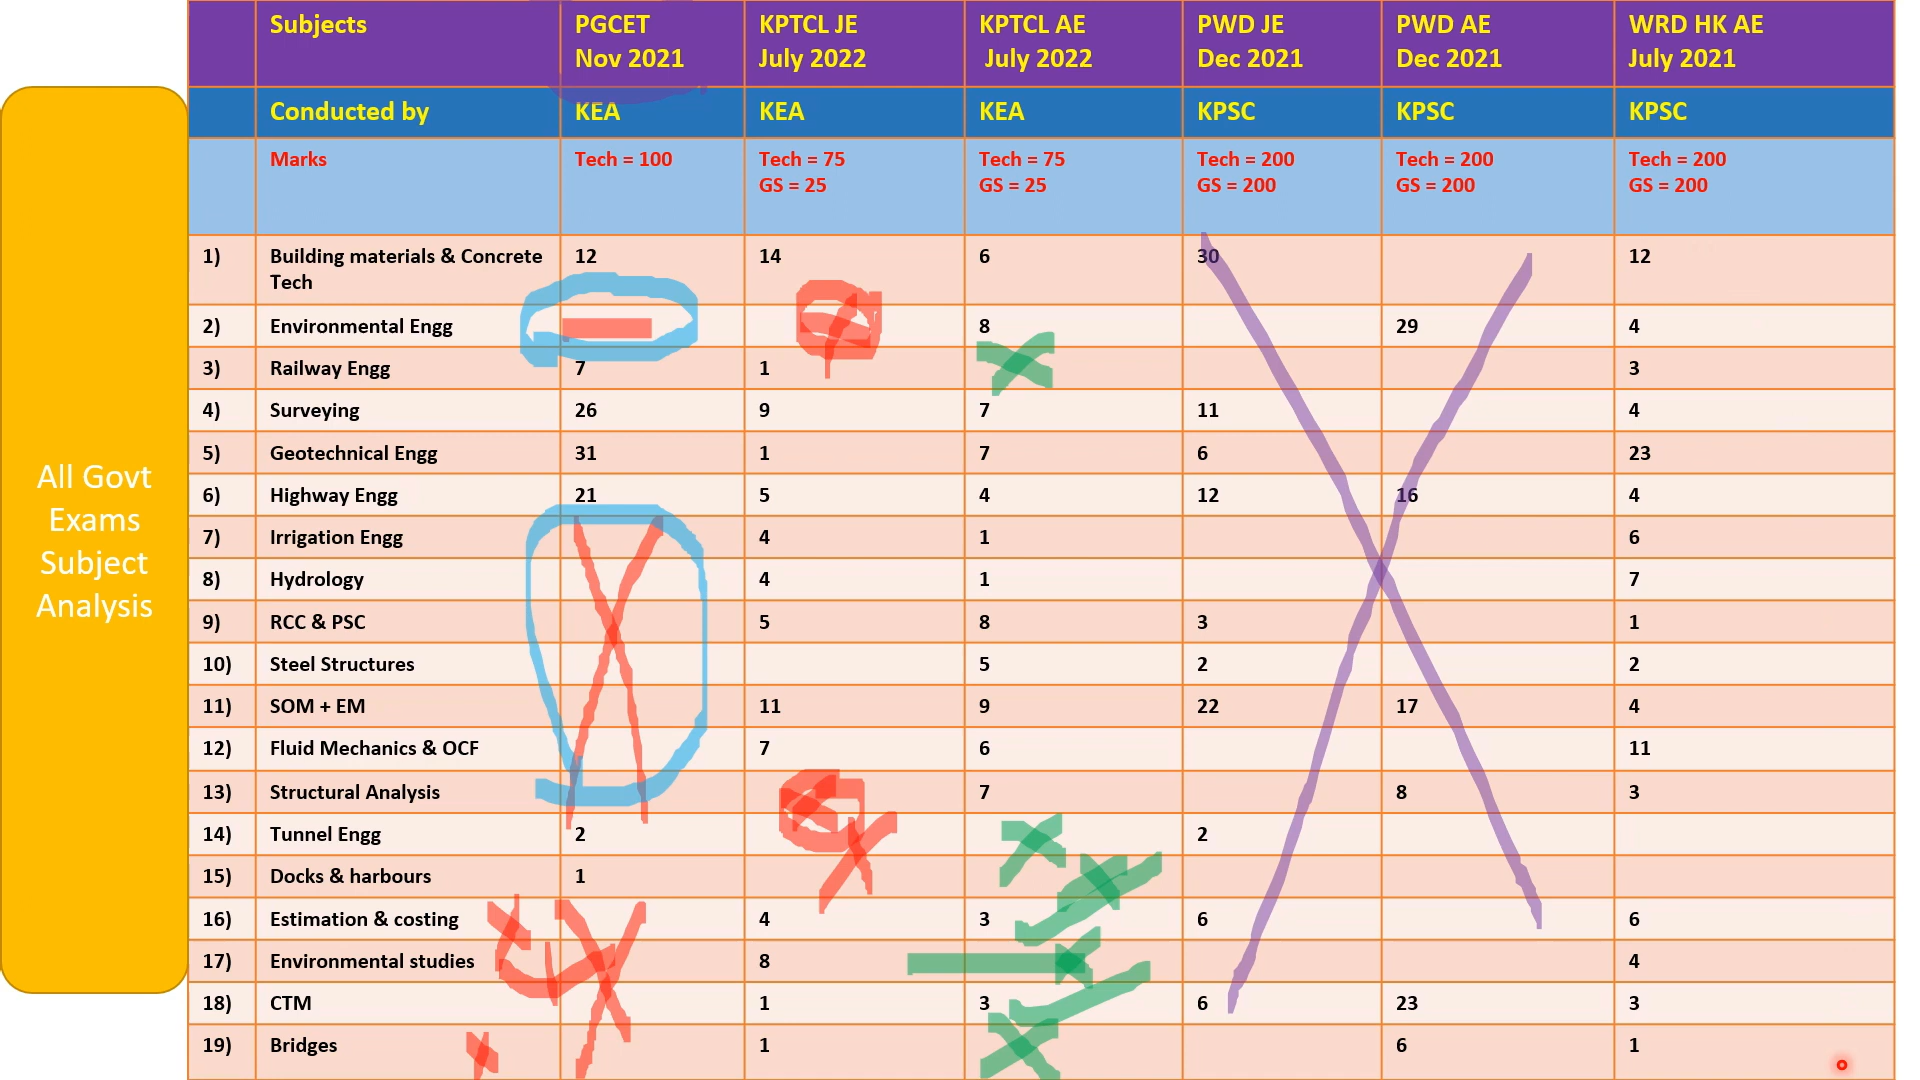 All Govt
Exams
Subject
Analysis
Subjects PGCET KPTCL JE KPTCL AE PWD JE PWD AE WRD HK AE
Nov 2021 July 2022 July 2022 Dec 2021 Dec 2021 July 2021
Conducted by KEA KEA KEA KPSC KPSC KPSC
Marks Tech = 100 Tech = 75 Tech = 75 Tech = 200 Tech = 200 Tech = 200
GS = 25 GS = 25 GS = 200 GS = 200 GS = 200
1) Building materials & Concrete 12 14 6 30 12
Tech
2) Environmental Engg 8 29 4
3) Railway Engg 7 1 3
4) Surveying 26 9 7 11 4
5) Geotechnical Engg 31 1 7 6 23
6) Highway Engg 21 5 4 12 16 4
7) Irrigation Engg 4 1 6
8) Hydrology 4 1 7
9) RCC & PSC 5 8 3 1
10) Steel Structures 5 2 2
11) SOM + EM 11 9 22 17 4
12) Fluid Mechanics & OCF 7 6 11
13) Structural Analysis 7 8 3
14) Tunnel Engg 2 2
15) Docks & harbours 1
16) Estimation & costing 4 3 6 6
17) Environmental studies 8 4
18) CTM 1 3 6 23 3
19) Bridges 1 6 1